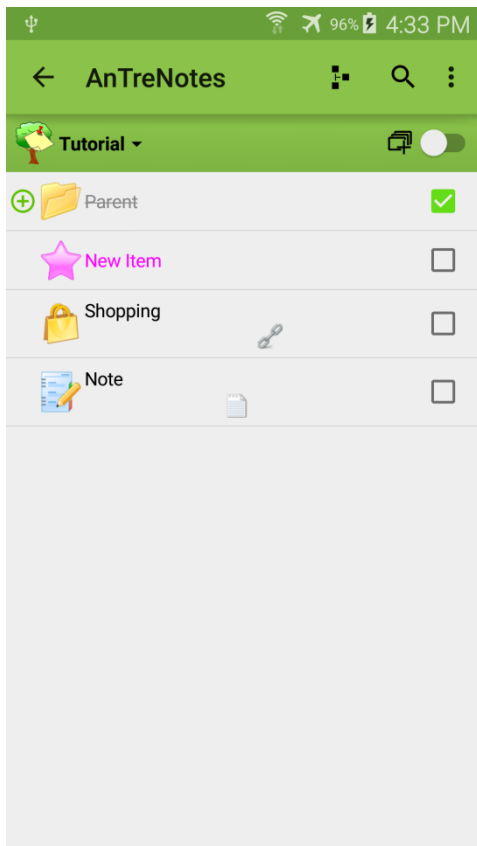 96% 4:33 PM
AnTreNotes
Tutorial
Parent
New Item
Shopping
Note